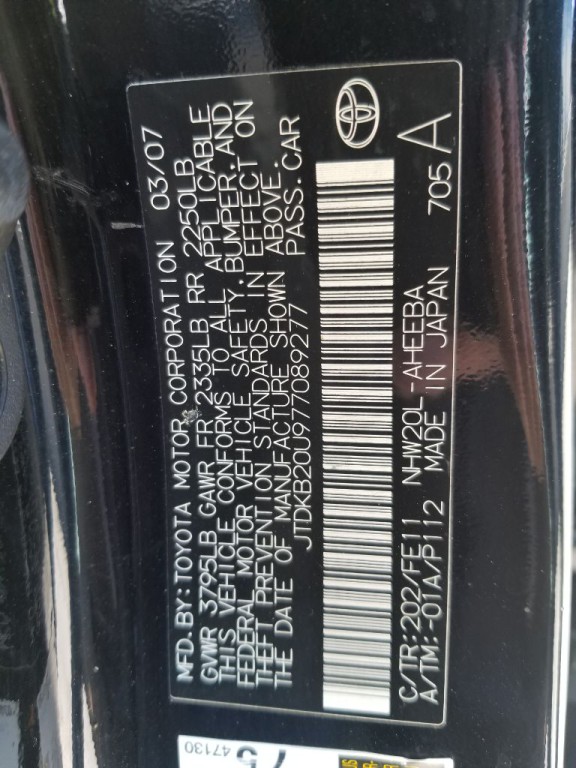 MFD.BY:TOYOTA MOTOR CORPORATION 03/07
GVWR 3795LB GAWR FR 2335LB RR 2250LB
THIS VEHICLE CONFORMS TO ALL APPLICABLE
FEDERAL MOTOR VEHICLE SAFETY.BUMPER.AND
THEFT PREVENTION STANDARDS IN EFFECT ON
THE DATE OF MANUFACTURE SHOWN ABOVE.
JTDKB20U977089277 PASS.CAR
C/TR:202/FE11 NHW20L-AHEEBA 705 A
A/TM:-01A/P112 MADE IN JAPAN
47130